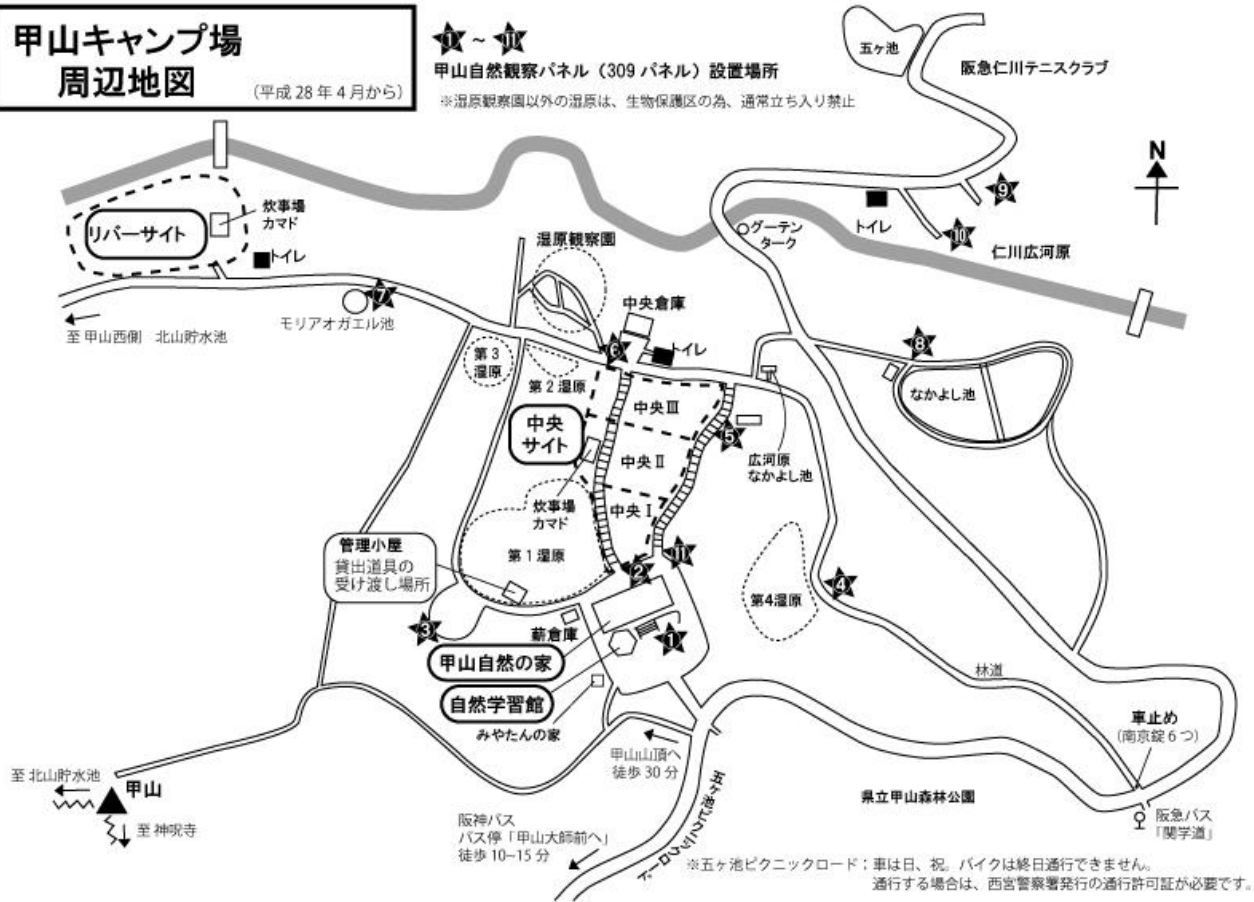 甲山キャンプ場
周辺地図
(平成28年4月から)
1 ~ 11
甲山自然観察パネル（309パネル）設置場所
※湿原観察園以外の湿原は、生物保護区の為、通常立ち入り禁止
五ヶ池
阪急仁川テニスクラブ
N
9
トイレ
10
仁川広河原
グーテン
ターク
炊事場
カマド
リバーサイト
トイレ
湿原観察園
中央倉庫
7
モリアオガエル池
至 甲山西側 北山貯水池
6
トイレ
8
なかよし池
第3
湿原
第2湿原
中央Ⅲ
中央
サイト
5
中央Ⅱ
広河原
なかよし池
炊事場
カマド
中央Ⅰ
第1湿原
管理小屋
貸出道具の
受け渡し場所
2
11
第4湿原
4
3
薪倉庫
1
甲山自然の家
自然学習館
みやたんの家
林道
車止め
（南京錠6つ）
甲山山頂へ
徒歩30分
至 北山貯水池
甲山
至 神呪寺
県立甲山森林公園
阪急バス
「関学道」
阪神バス
バス停「甲山大師前へ」
徒歩10~15分
五ヶ池ピクニックロード
※五ヶ池ピクニックロード：車は日、祝。バイクは終日通行できません。
通行する場合は、西宮警察署発行の通行許可証が必要です。